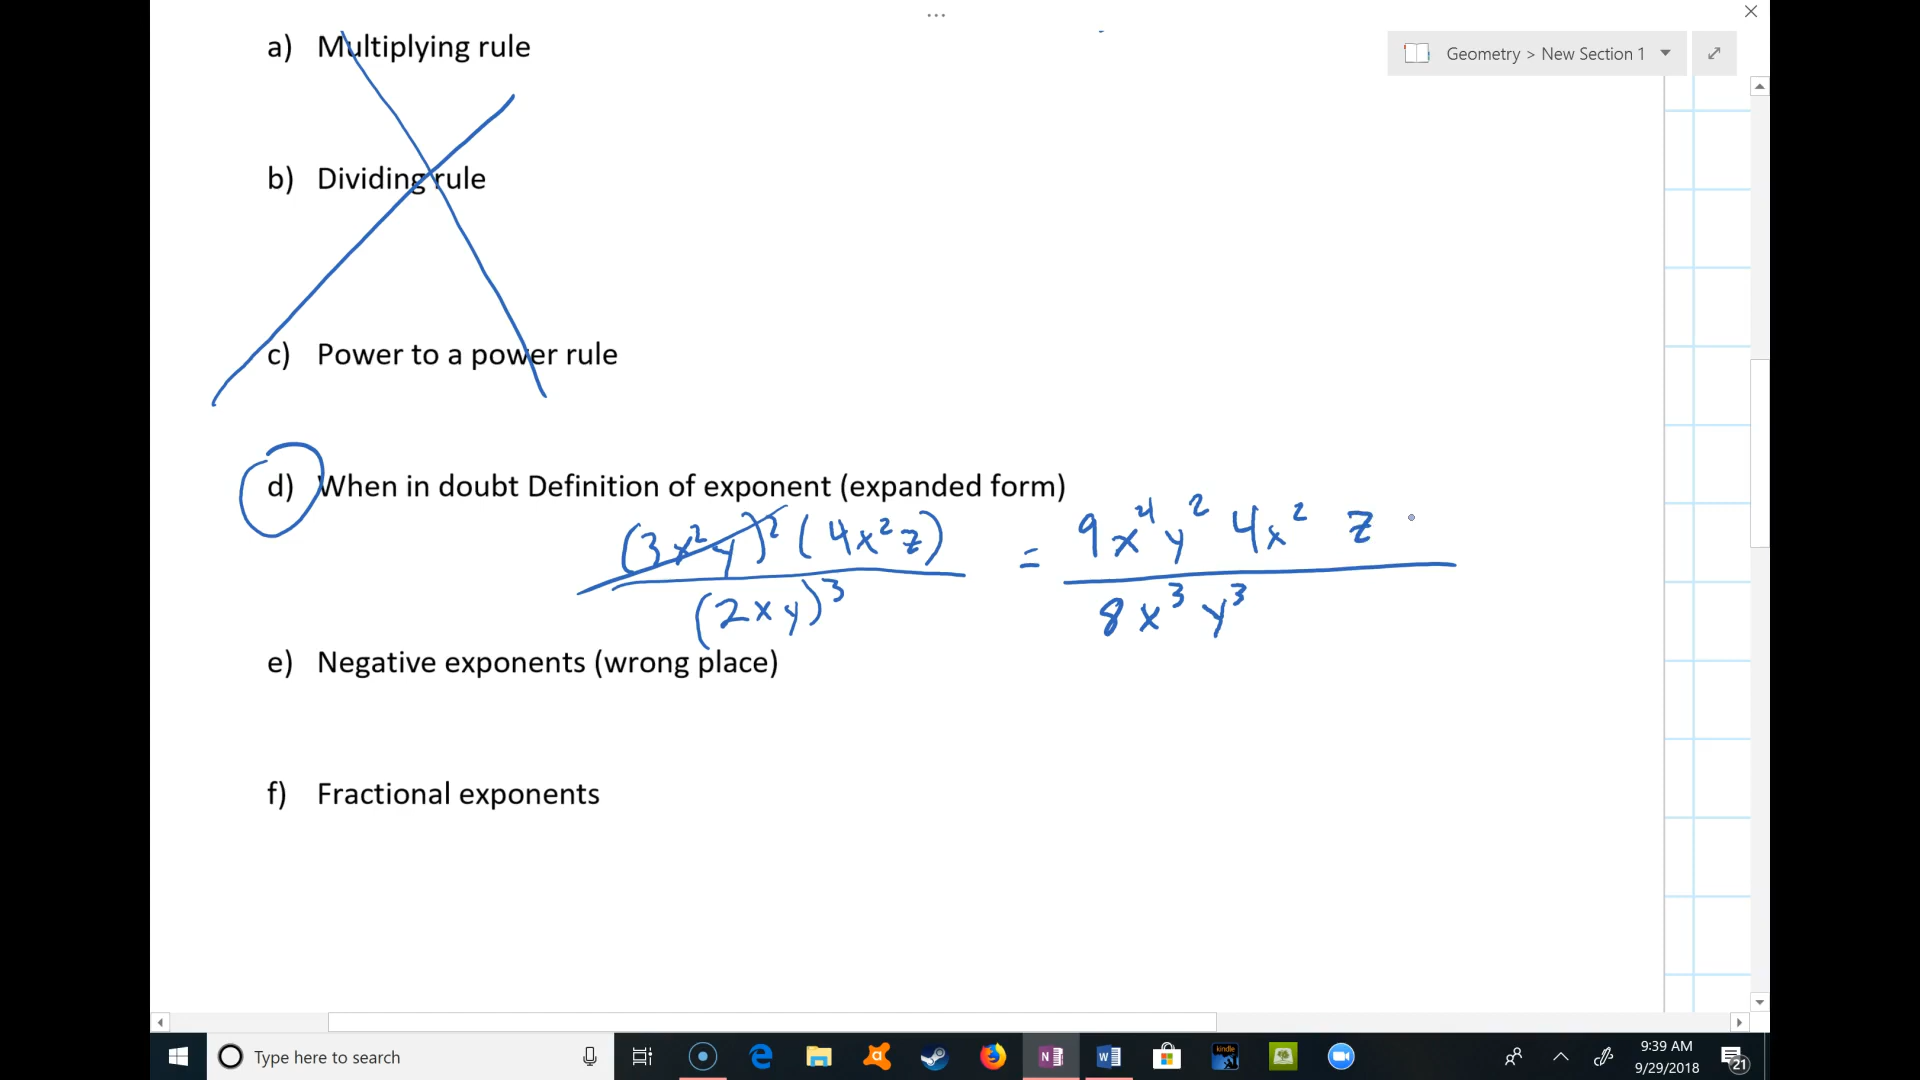 ...
a) Multiplying rule
Geometry > New Section 1
b) Dividing rule
c) Power to a power rule
d) When in doubt Definition of exponent (expanded form)
(3x²y)² (4x²z) = 9x⁴y² 4x² z
(2xy)³ 8x³y³
e) Negative exponents (wrong place)
f) Fractional exponents
Type here to search
kindle
9:39 AM
9/29/2018
21